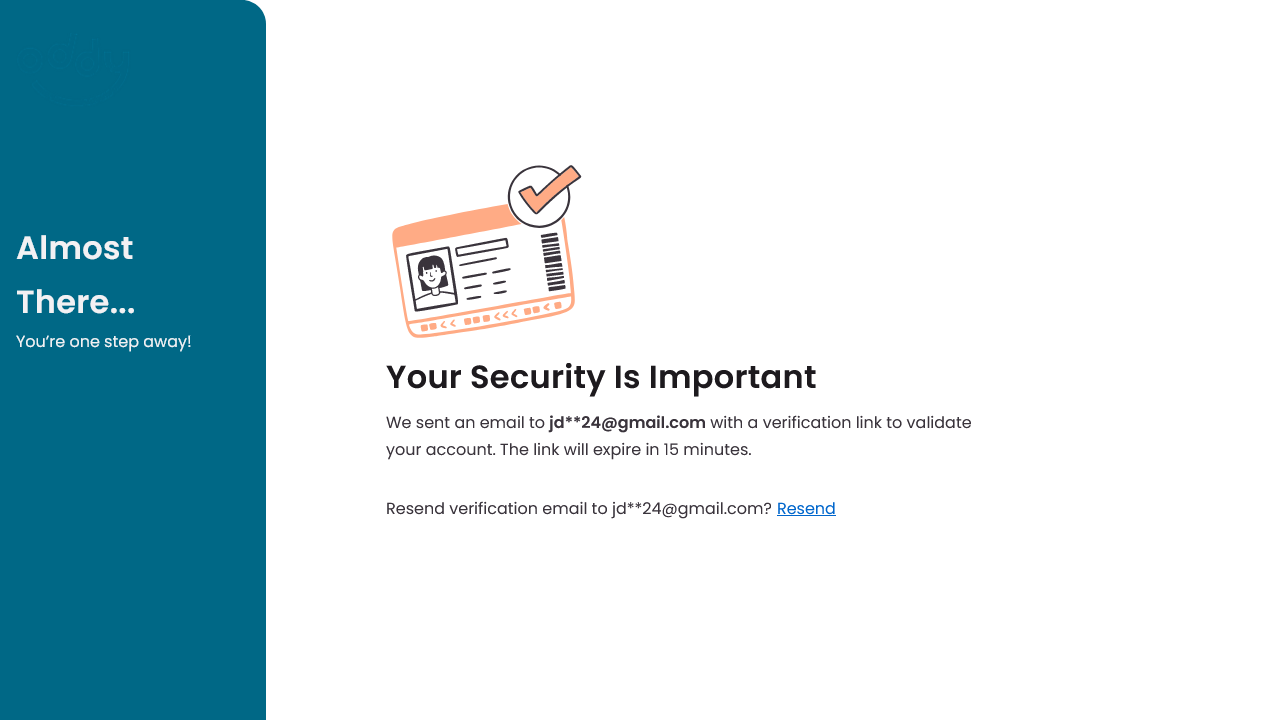 Almost
There...
You're one step away!
Your Security Is Important
We sent an email to jd**24@gmail.com with a verification link to validate
your account. The link will expire in 15 minutes.
Resend verification email to jd**24@gmail.com? Resend